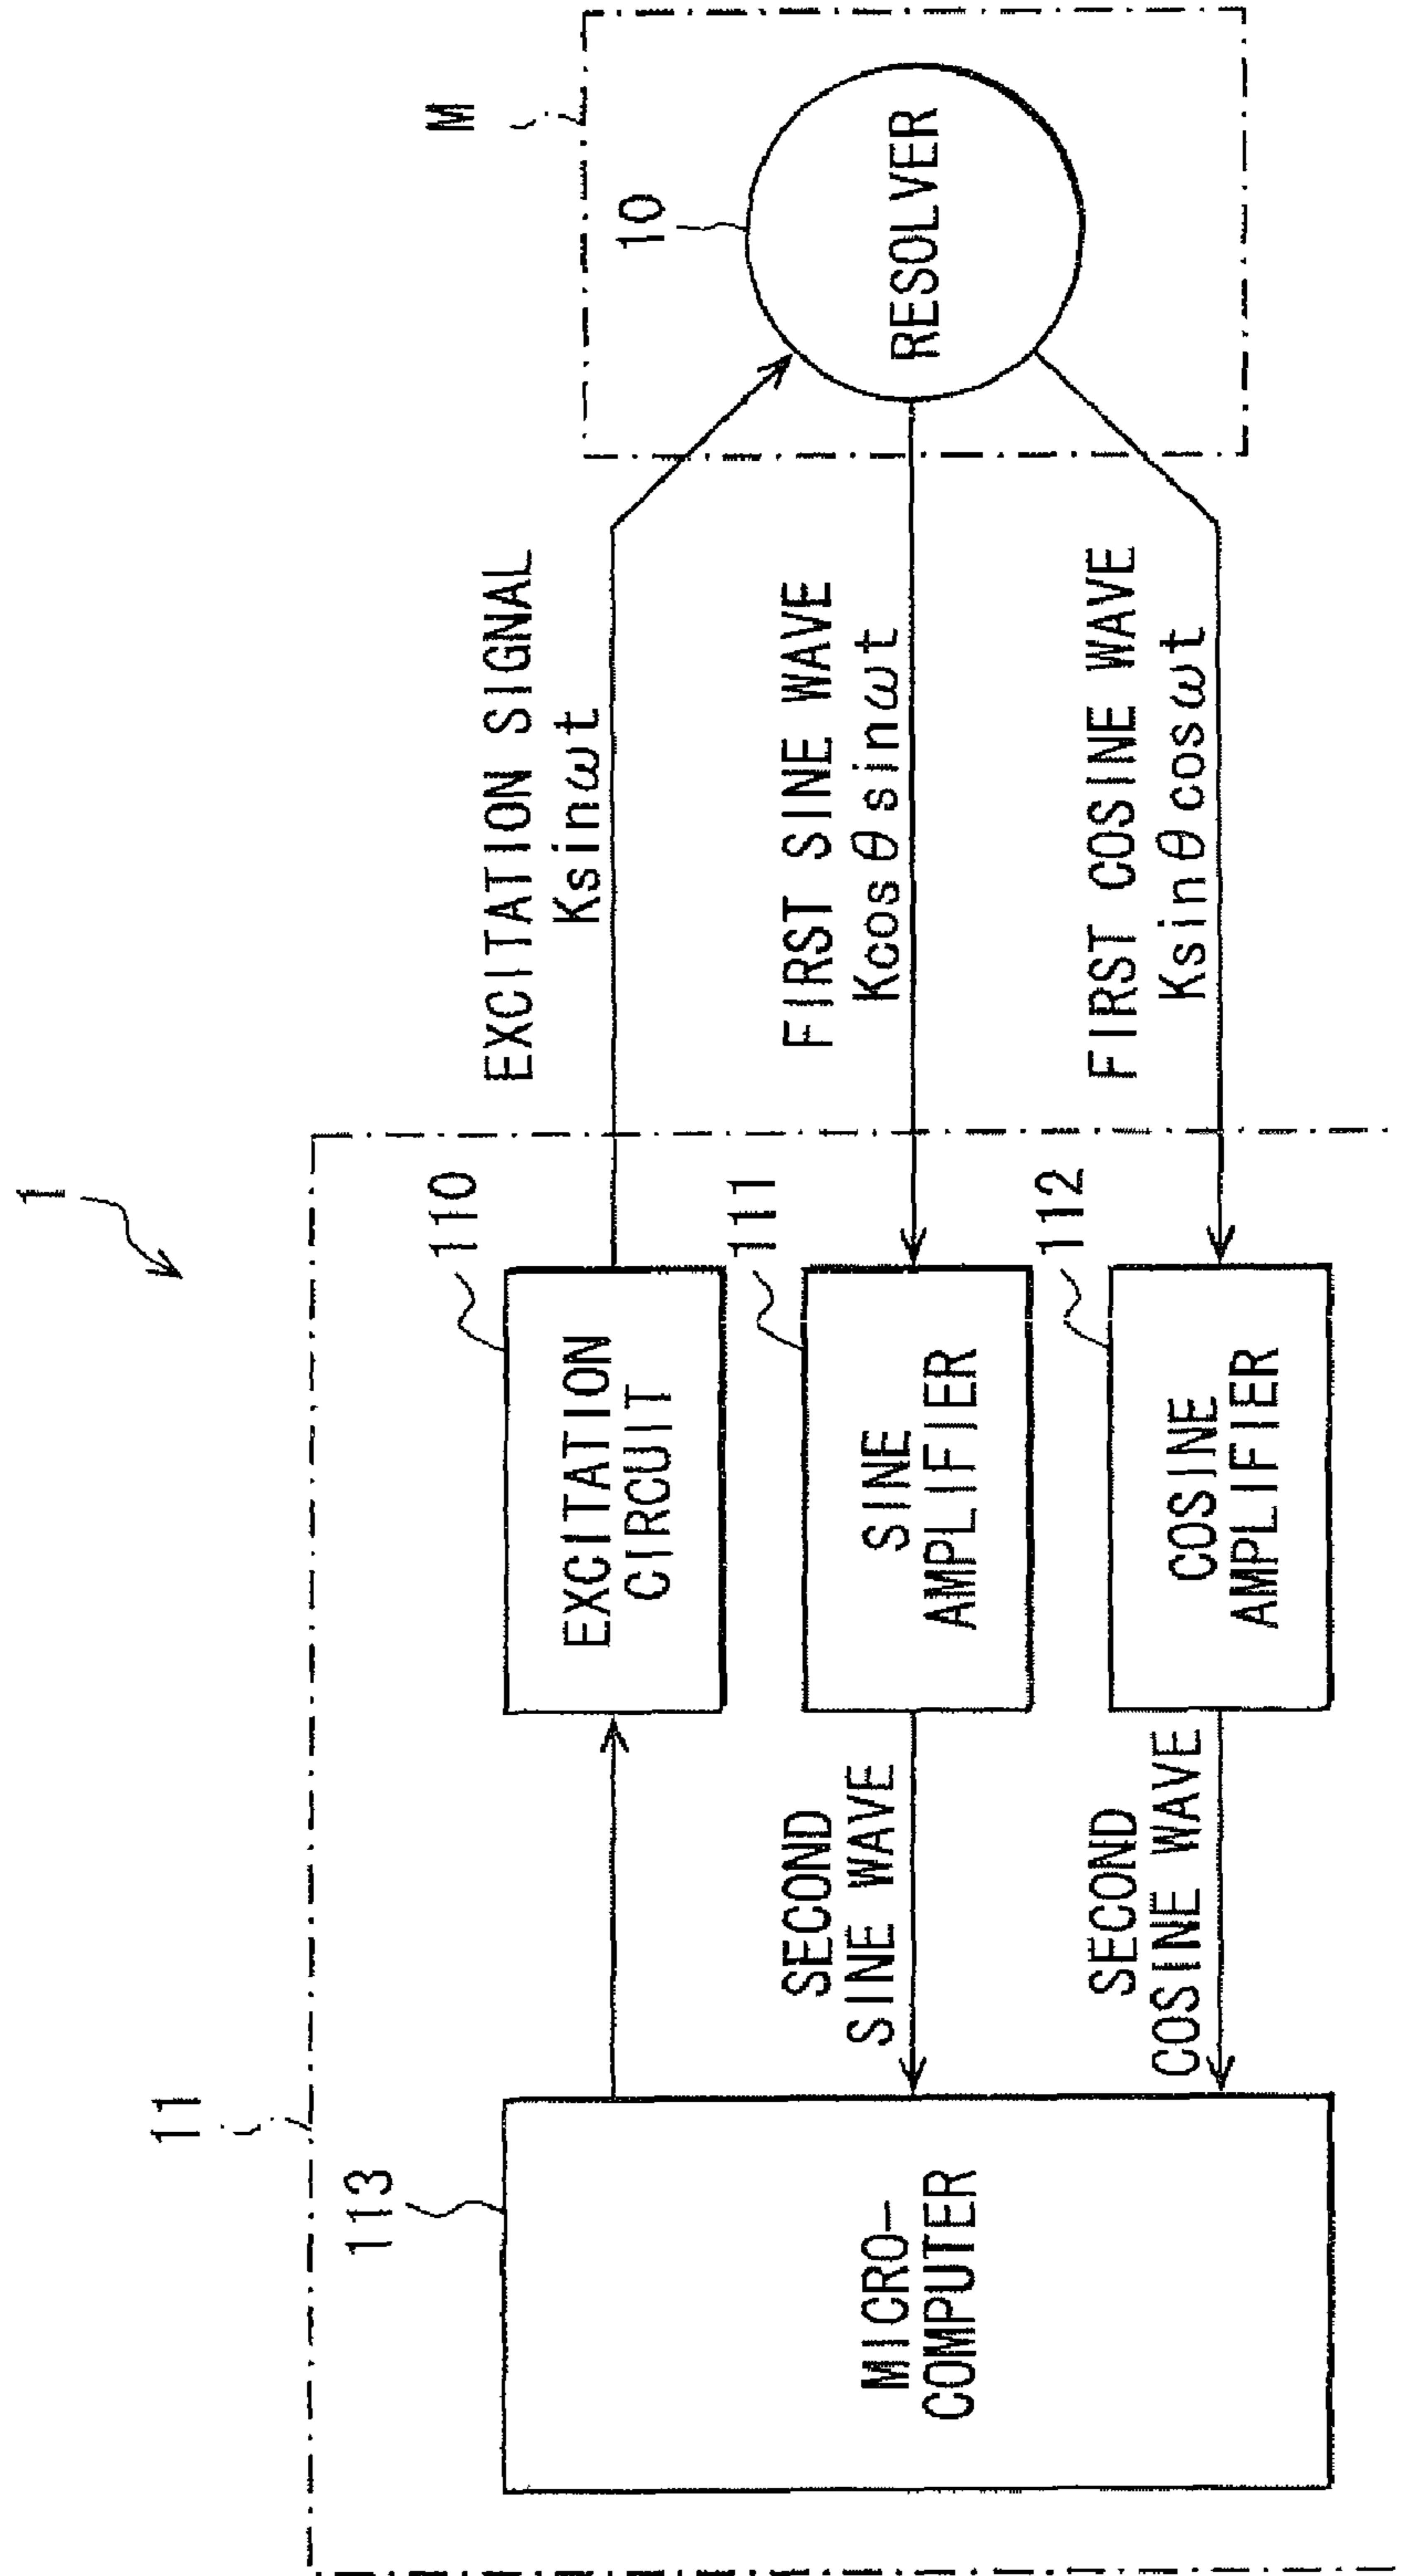 1
11
113
MICRO-
COMPUTER
110
EXCITATION
CIRCUIT
111
SINE
AMPLIFIER
112
COSINE
AMPLIFIER
SECOND
SINE WAVE
SECOND
COSINE WAVE
EXCITATION SIGNAL
Ksinωt
FIRST SINE WAVE
Kcosθsinωt
FIRST COSINE WAVE
Ksinθcosωt
M
10
RESOLVER